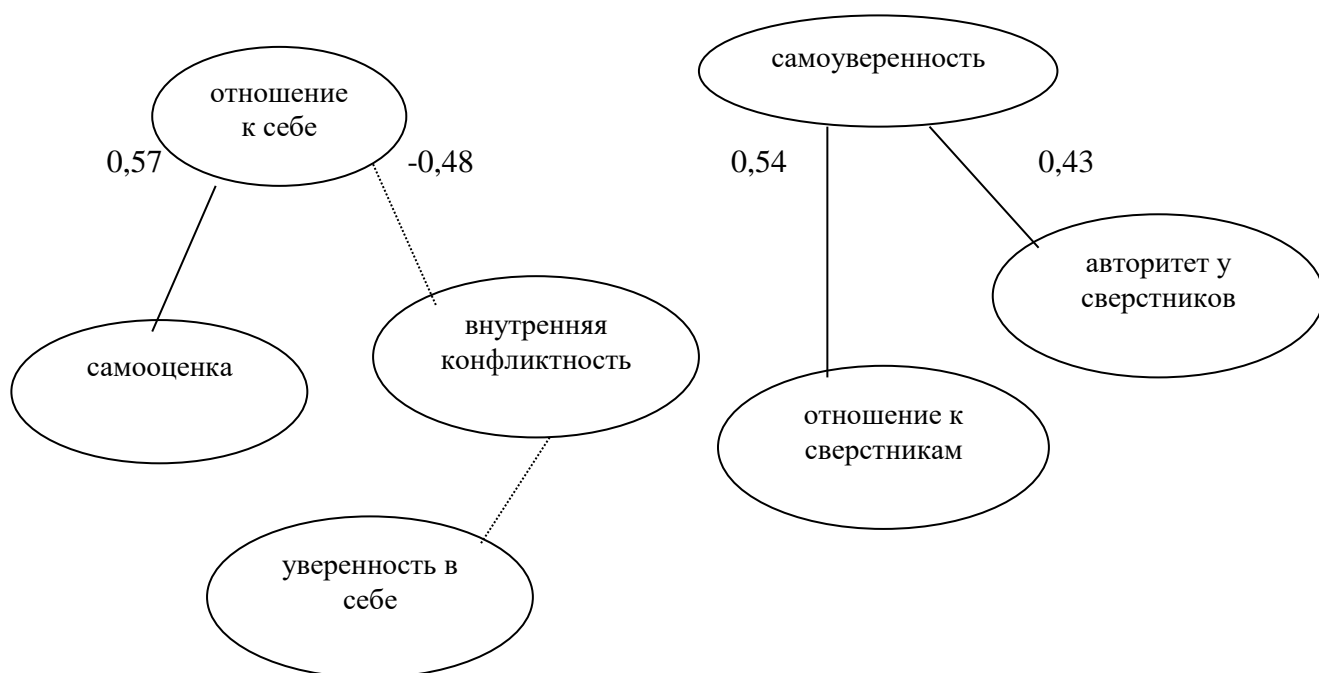 отношение
к себе
0,57
-0,48
самооценка
внутренняя
конфликтность
уверенность в
себе
самоуверенность
0,54
0,43
авторитет у
сверстников
отношение к
сверстникам